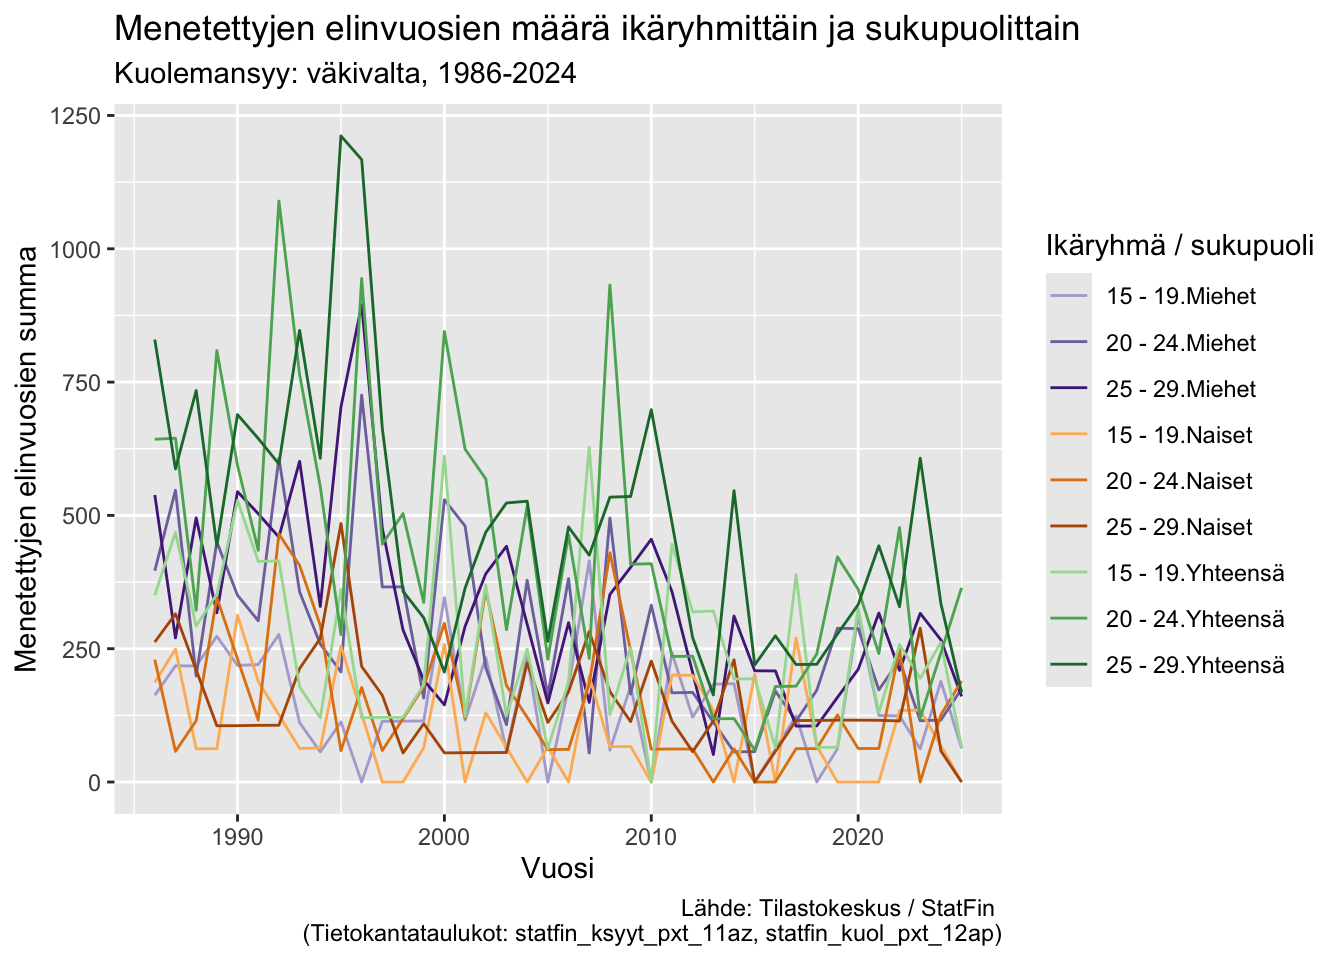 Menetettyjen elinvuosien määrä ikäryhmittäin ja sukupuolittain
Kuolemansyy: väkivalta, 1986-2024
Menetettyjen elinvuosien summa
1250
1000
750
500
250
0
1990
2000
2010
2020
Vuosi
Ikäryhmä / sukupuoli
15 - 19.Miehet
20 - 24.Miehet
25 - 29.Miehet
15 - 19.Naiset
20 - 24.Naiset
25 - 29.Naiset
15 - 19.Yhteensä
20 - 24.Yhteensä
25 - 29.Yhteensä
Lähde: Tilastokeskus / StatFin
(Tietokantataulukot: statfin_ksyyt_pxt_11az, statfin_kuol_pxt_12ap)